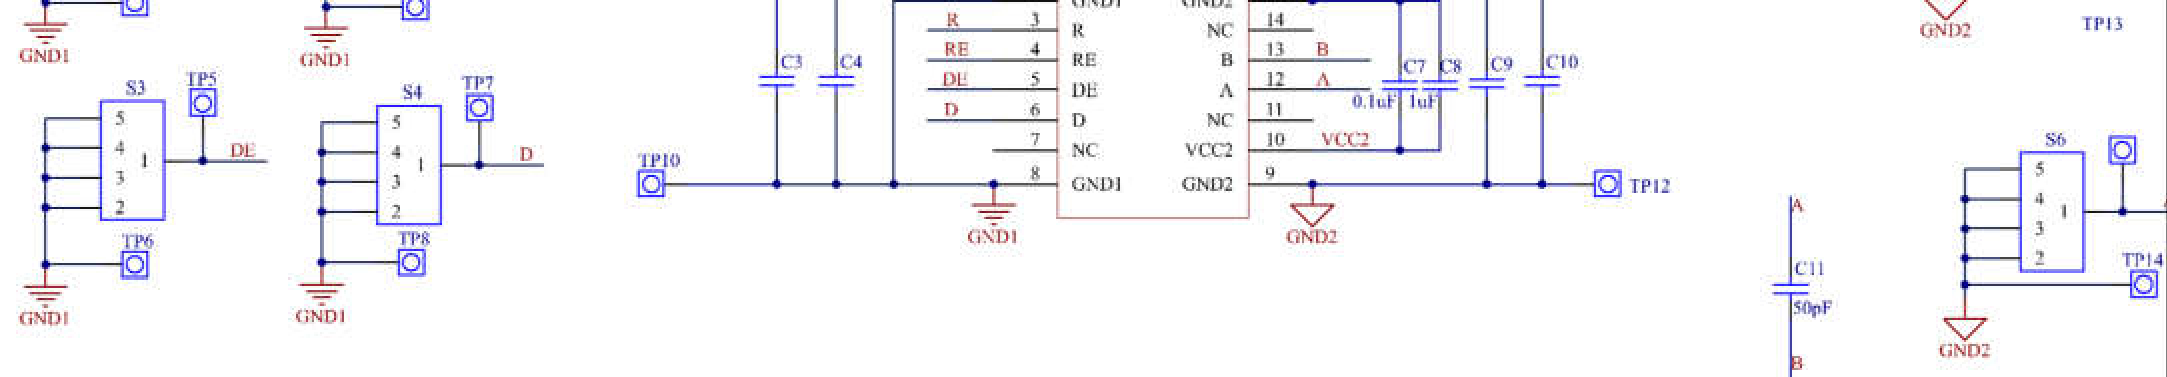 GND1
GND1
S3
TP5
5
4
3
2
1
DE
TP6
GND1
S4
TP7
5
4
3
2
1
D
TP8
GND1
TP10
C3
C4
R
RE
DE
D
3
4
5
6
7
8
GND1
R
RE
DE
D
NC
GND1
GND1
GND2
NC
B
A
NC
VCC2
GND2
14
13
12
11
10
9
B
A
VCC2
GND2
C7
0.1uF
C8
1uF
C9
C10
TP12
A
C11
50pF
B
GND2
TP13
S6
5
4
3
2
1
TP14
GND2